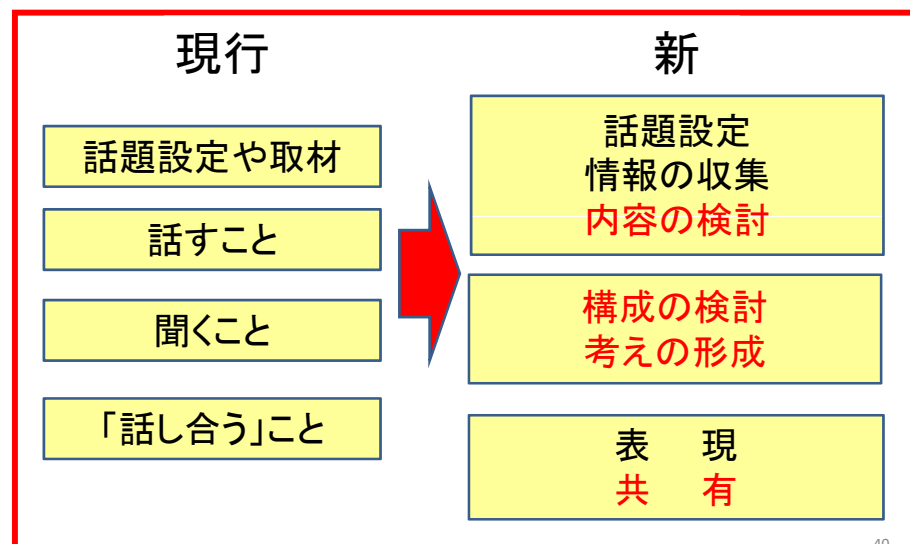 現行
話題設定や取材
話すこと
聞くこと
「話し合う」こと
新
話題設定
情報の収集
内容の検討
構成の検討
考えの形成
表　現
共　有
40